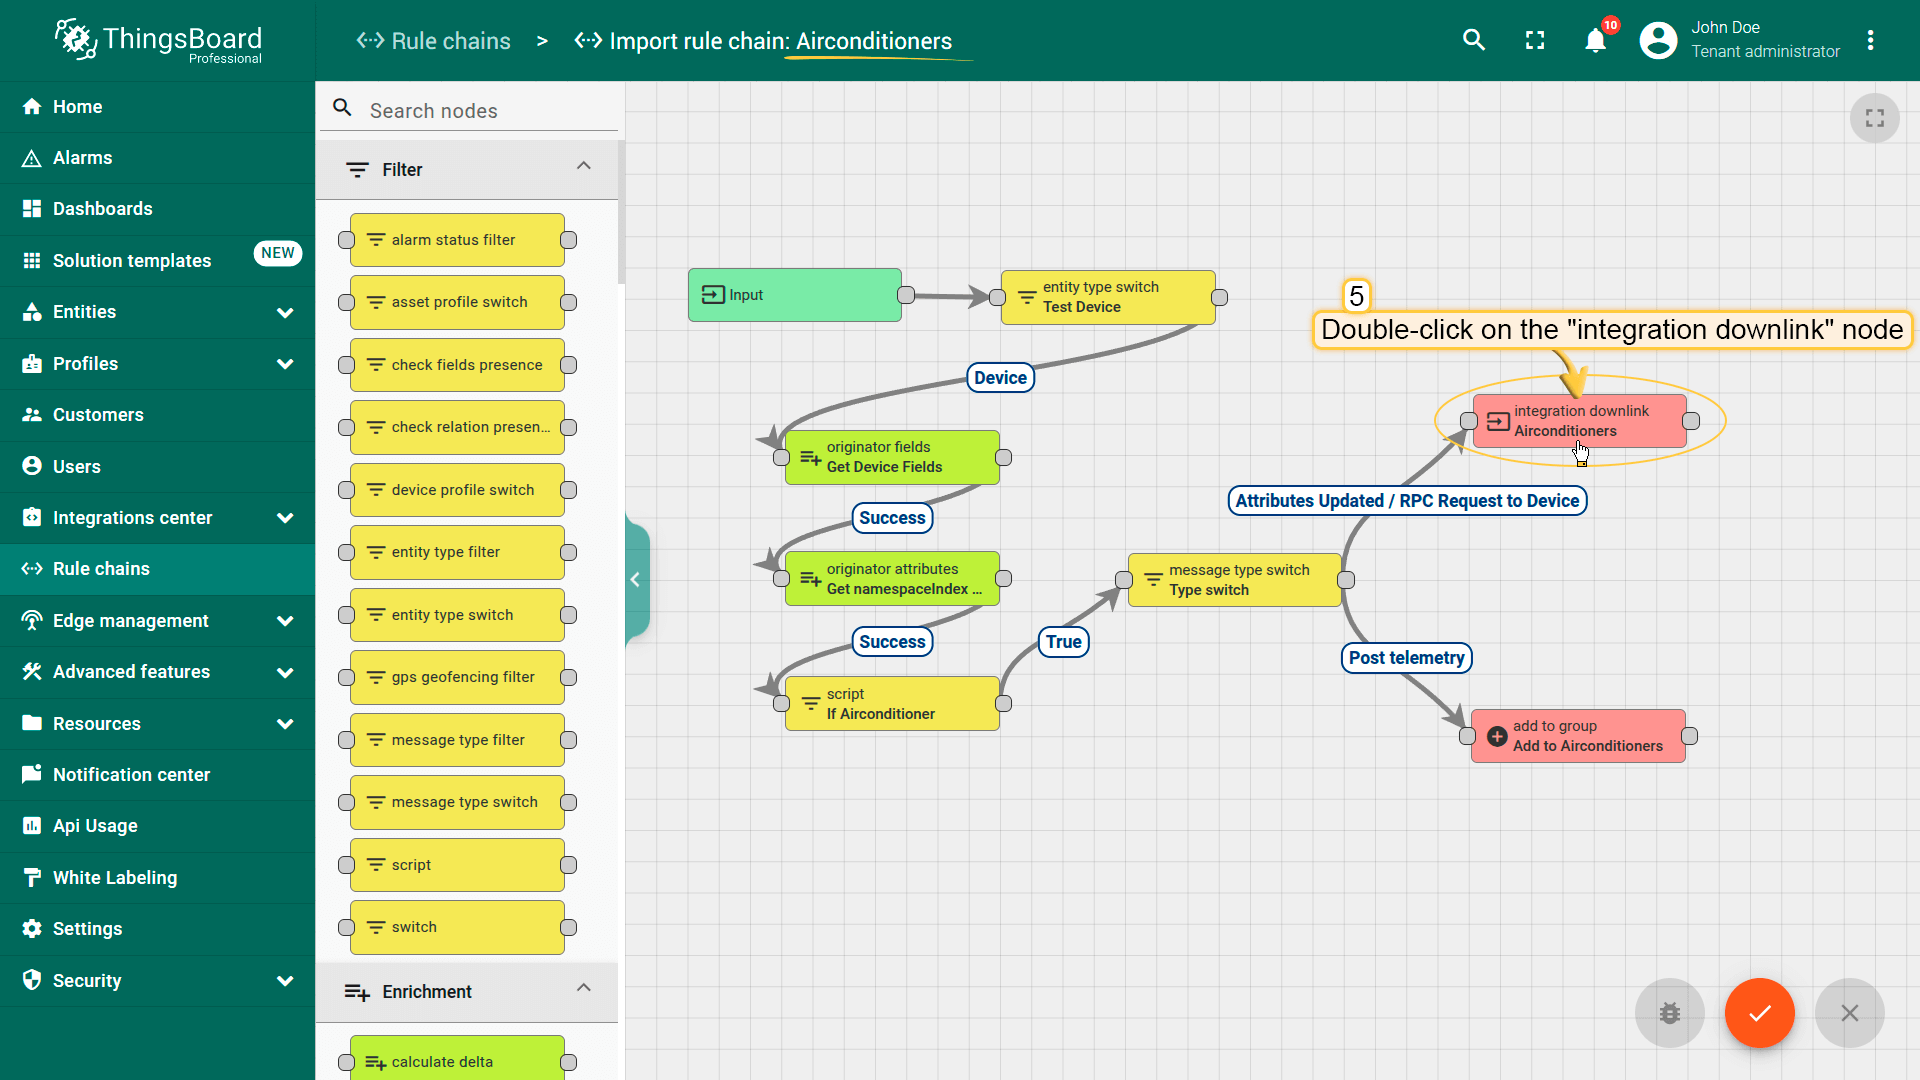 ThingsBoard
Professional
Rule chains > Import rule chain: Airconditioners
10
John Doe
Tenant administrator
Home
Alarms
Dashboards
Solution templates
NEW
Entities
Profiles
Customers
Users
Integrations center
Rule chains
Edge management
Advanced features
Resources
Notification center
Api Usage
White Labeling
Settings
Security
Search nodes
Filter
alarm status filter
asset profile switch
check fields presence
check relation presen...
device profile switch
entity type filter
entity type switch
gps geofencing filter
message type filter
message type switch
script
switch
Enrichment
calculate delta
Input
entity type switch
Test Device
Device
originator fields
Get Device Fields
Success
originator attributes
Get namespaceIndex ...
Success
script
If Airconditioner
True
message type switch
Type switch
5
Double-click on the "integration downlink" node
integration downlink
Airconditioners
Attributes Updated / RPC Request to Device
Post telemetry
add to group
Add to Airconditioners